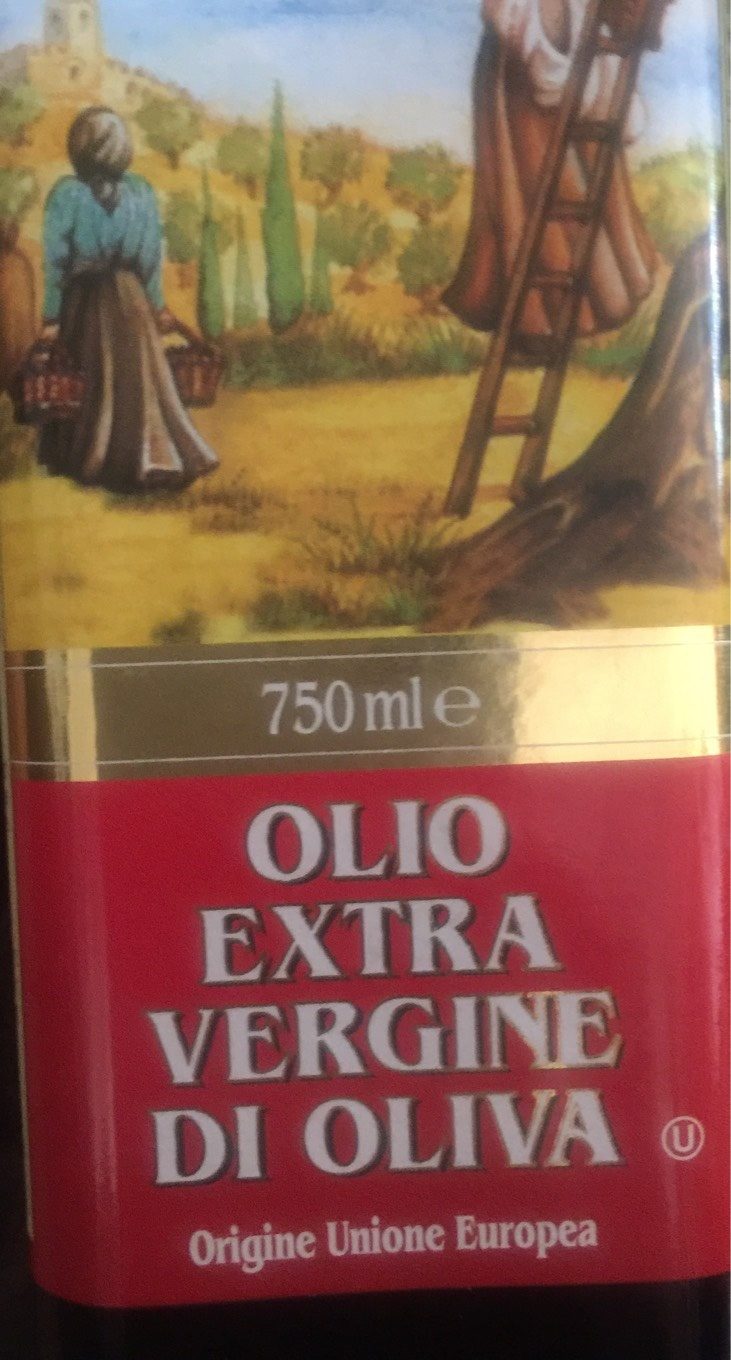 750 ml ℮
OLIO
EXTRA
VERGINE
DI OLIVA
U
Origine Unione Europea